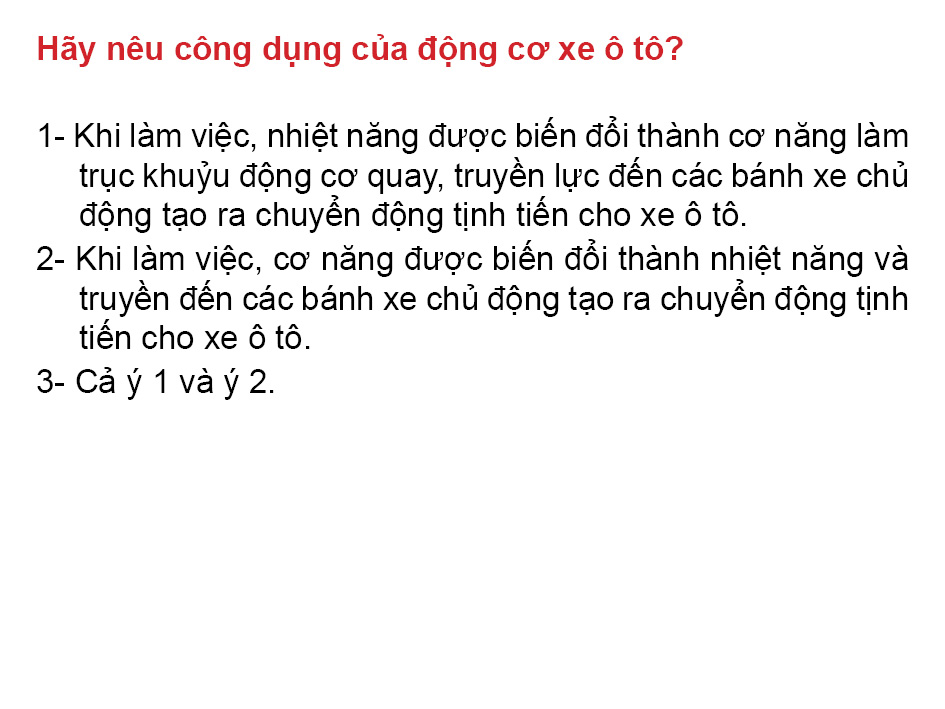 Hãy nêu công dụng của động cơ xe ô tô?
1- Khi làm việc, nhiệt năng được biến đổi thành cơ năng làm
trục khuỷu động cơ quay, truyền lực đến các bánh xe chủ
động tạo ra chuyển động tịnh tiến cho xe ô tô.
2- Khi làm việc, cơ năng được biến đổi thành nhiệt năng và
truyền đến các bánh xe chủ động tạo ra chuyển động tịnh
tiến cho xe ô tô.
3- Cả ý 1 và ý 2.